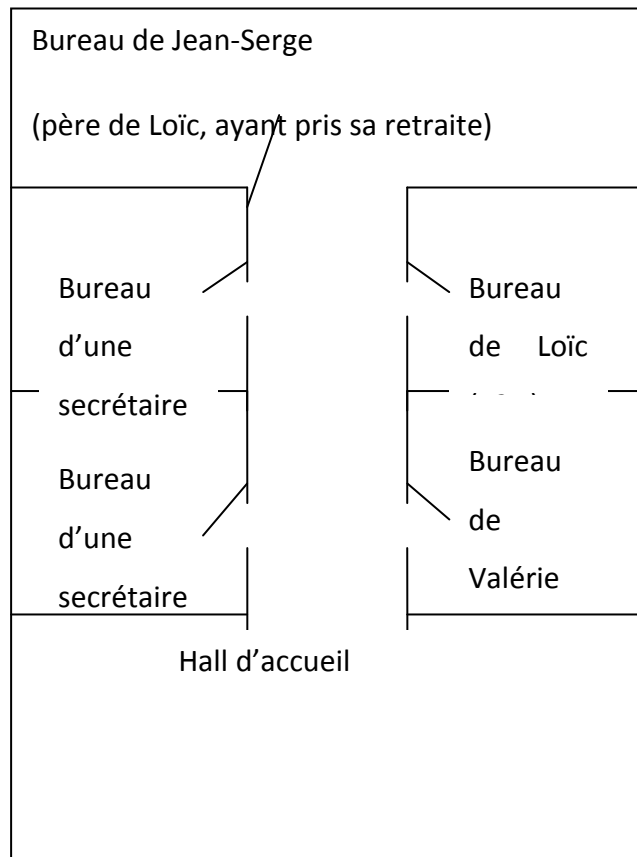 Bureau de Jean-Serge
(père de Loïc, ayant pris sa retraite)
Bureau
d’une
secrétaire
Bureau
de Loïc
Bureau
d’une
secrétaire
Bureau
de
Valérie
Hall d’accueil